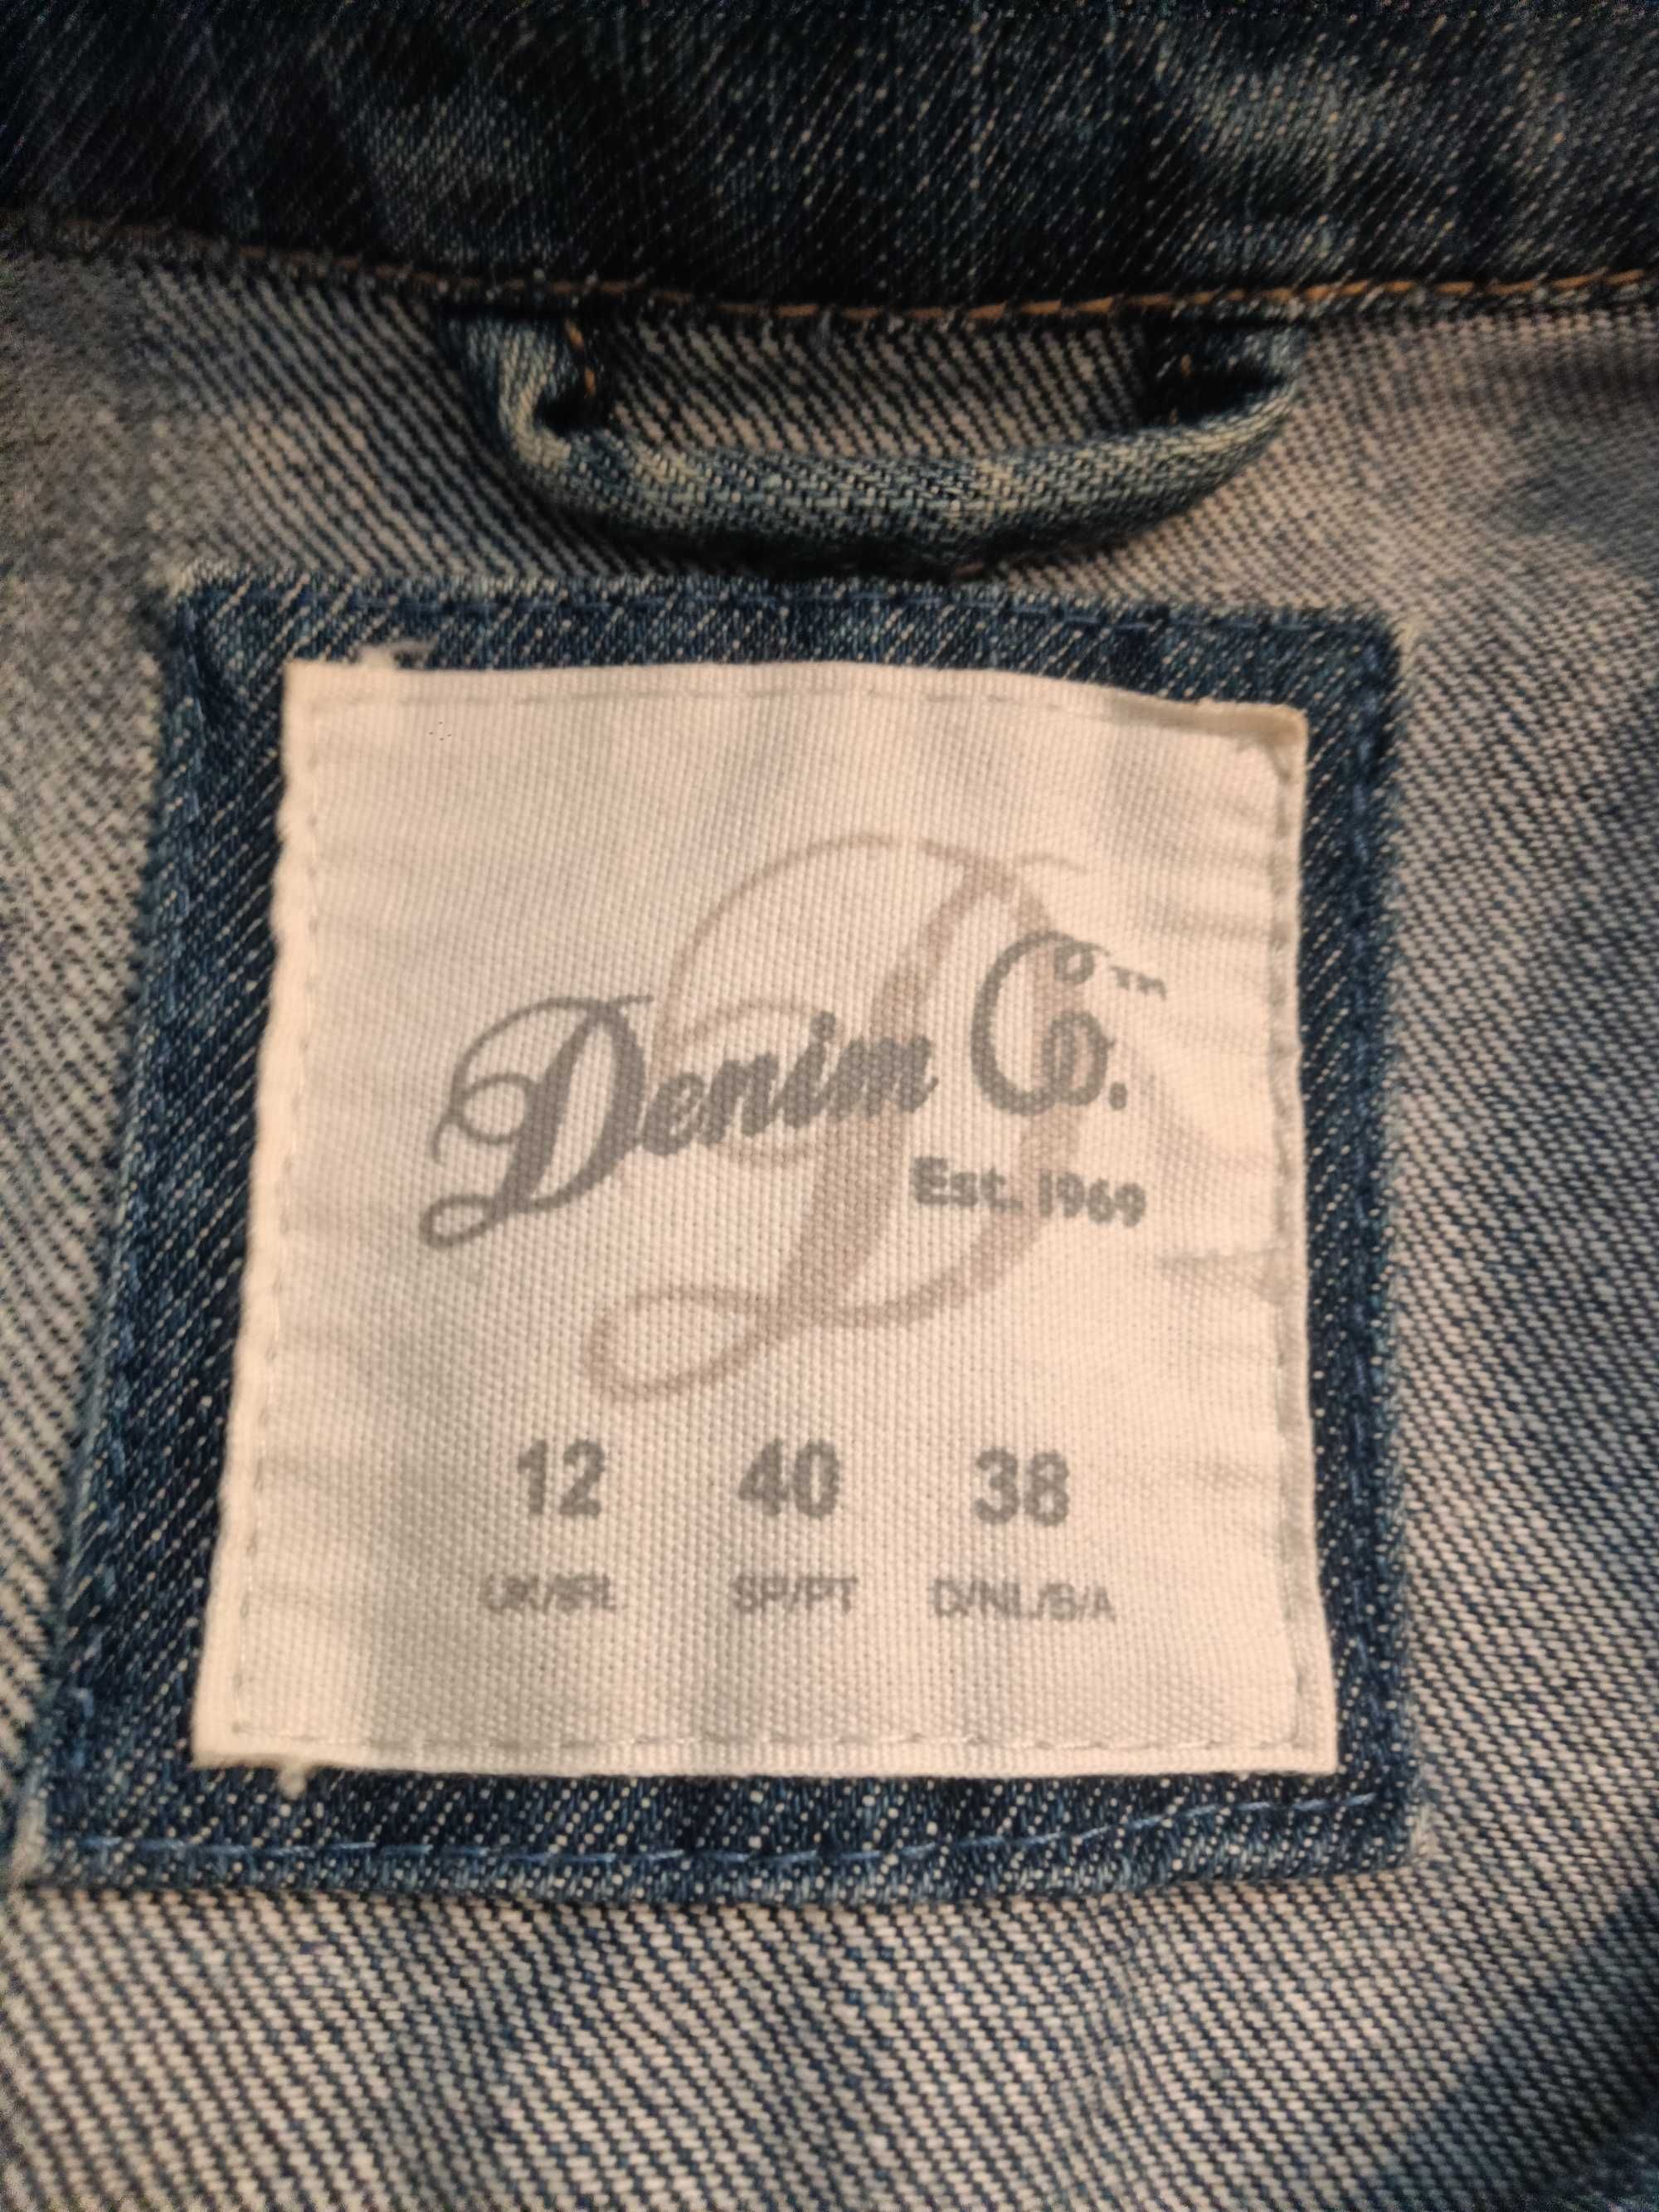 D
Denim Co.™
Est. 1969
12 40 38
UK/IRL SP/PT D/NL/B/A